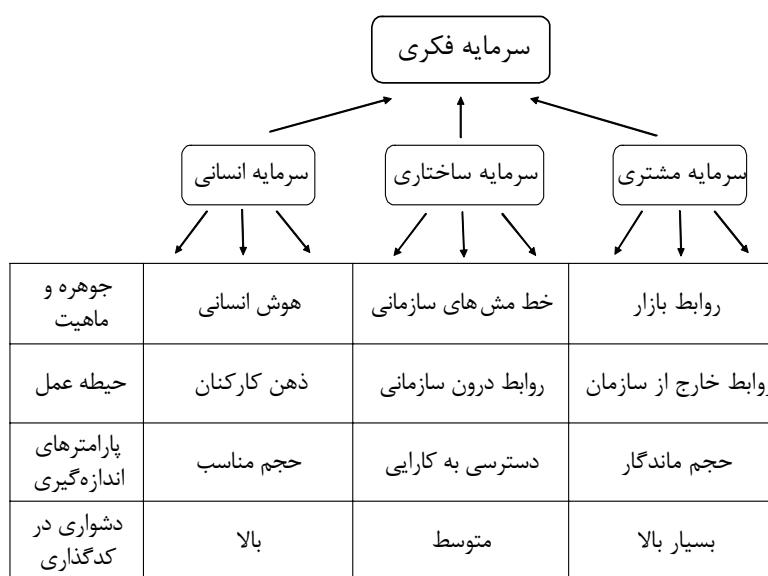 سرمایه فکری
سرمایه مشتری
سرمایه ساختاری
سرمایه انسانی
روابط بازار
خط مش های سازمانی
هوش انسانی
جوهره و
ماهیت
روابط خارج از سازمان
روابط درون سازمانی
ذهن کارکنان
حیطه عمل
حجم ماندگار
دسترسی به کارایی
حجم مناسب
پارامترهای
اندازه‌گیری
بسیار بالا
متوسط
بالا
دشواری در
کدگذاری